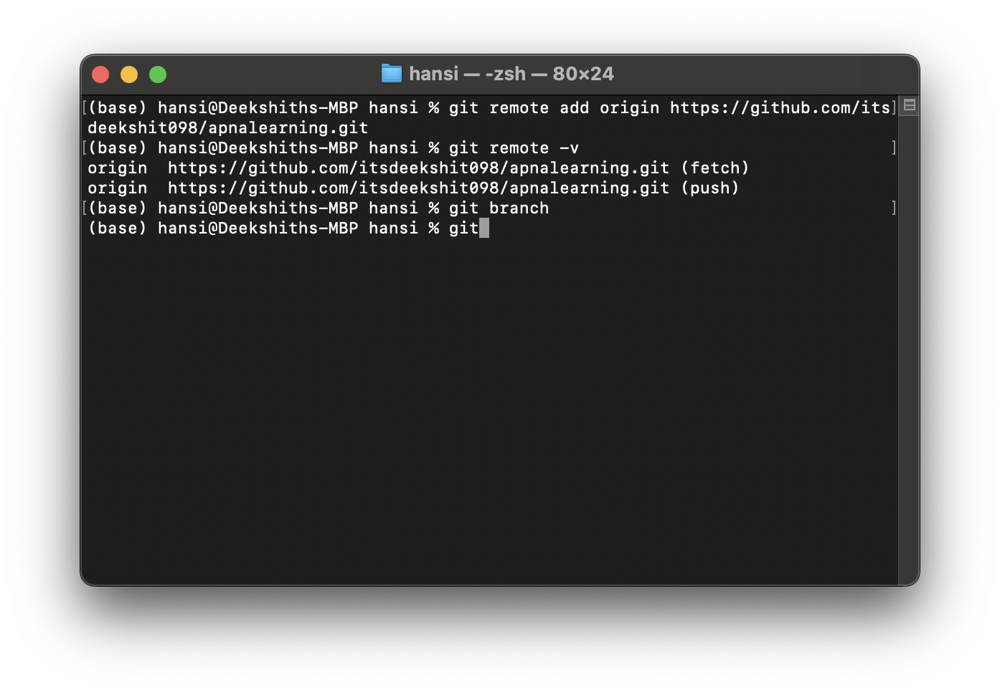 hansi — -zsh — 80×24
[(base) hansi@Deekshiths-MBP hansi % git remote add origin https://github.com/its]
deekshit098/apnalearning.git
[(base) hansi@Deekshiths-MBP hansi % git remote -v ]
origin  https://github.com/itsdeekshit098/apnalearning.git (fetch)
origin  https://github.com/itsdeekshit098/apnalearning.git (push)
[(base) hansi@Deekshiths-MBP hansi % git branch ]
(base) hansi@Deekshiths-MBP hansi % git